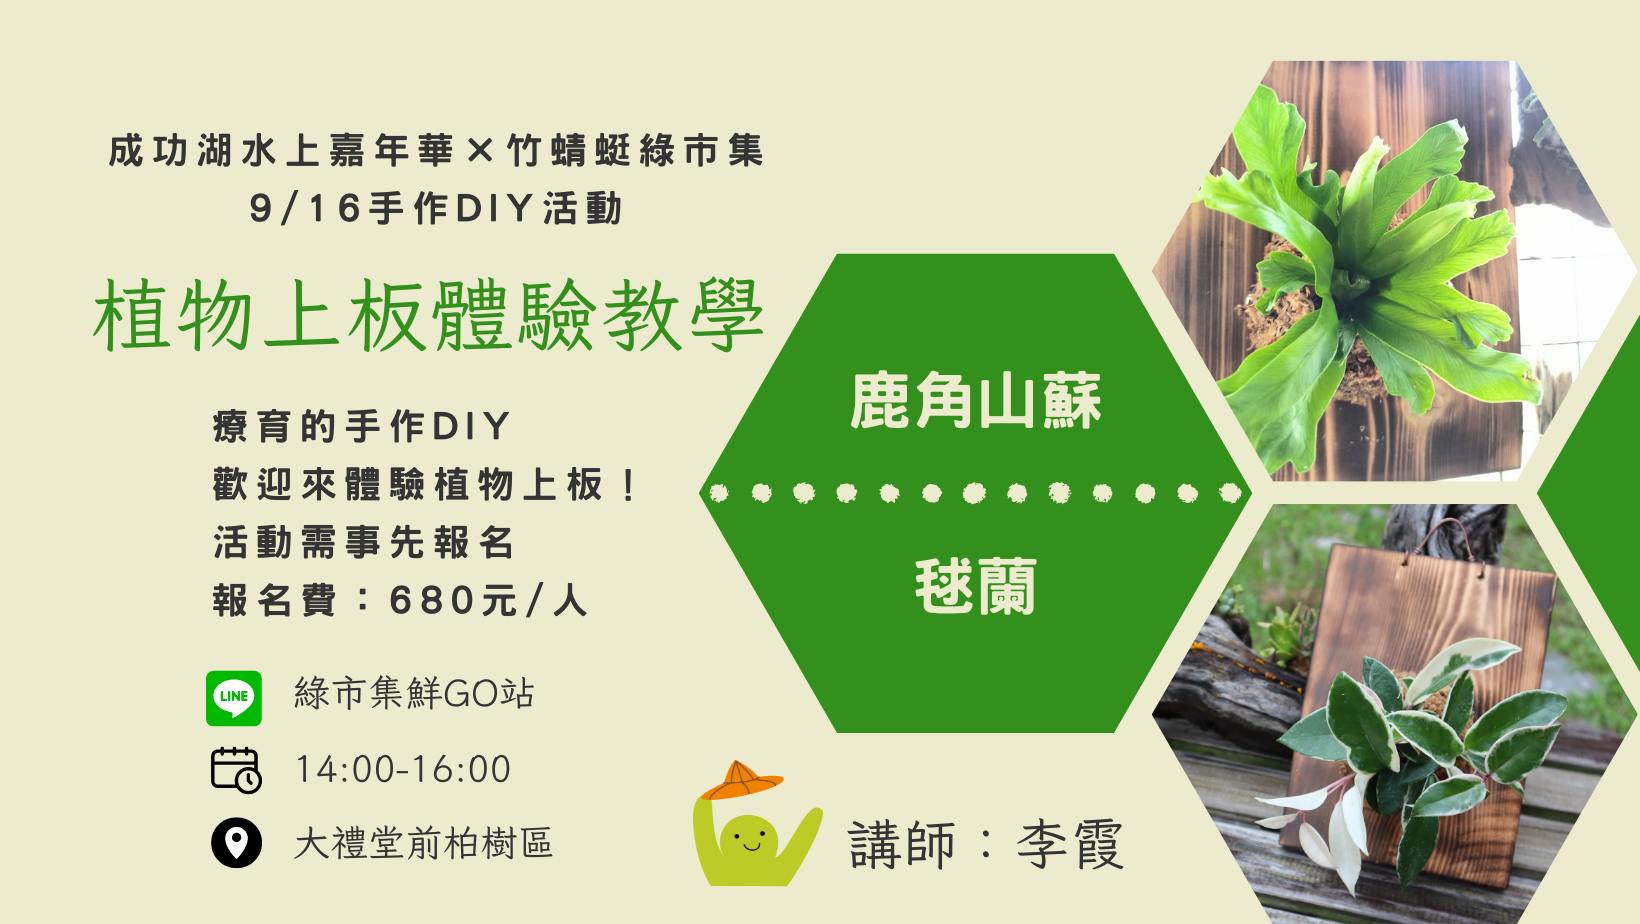 成功湖水上嘉年華×竹蜻蜓綠市集
9/16手作DIY活動
植物上板體驗教學
療育的手作DIY
歡迎來體驗植物上板！
活動需事先報名
報名費：680元/人
LINE
綠市集鮮GO站
14:00-16:00
大禮堂前柏樹區
鹿角山蘇
毬蘭
講師：李霞